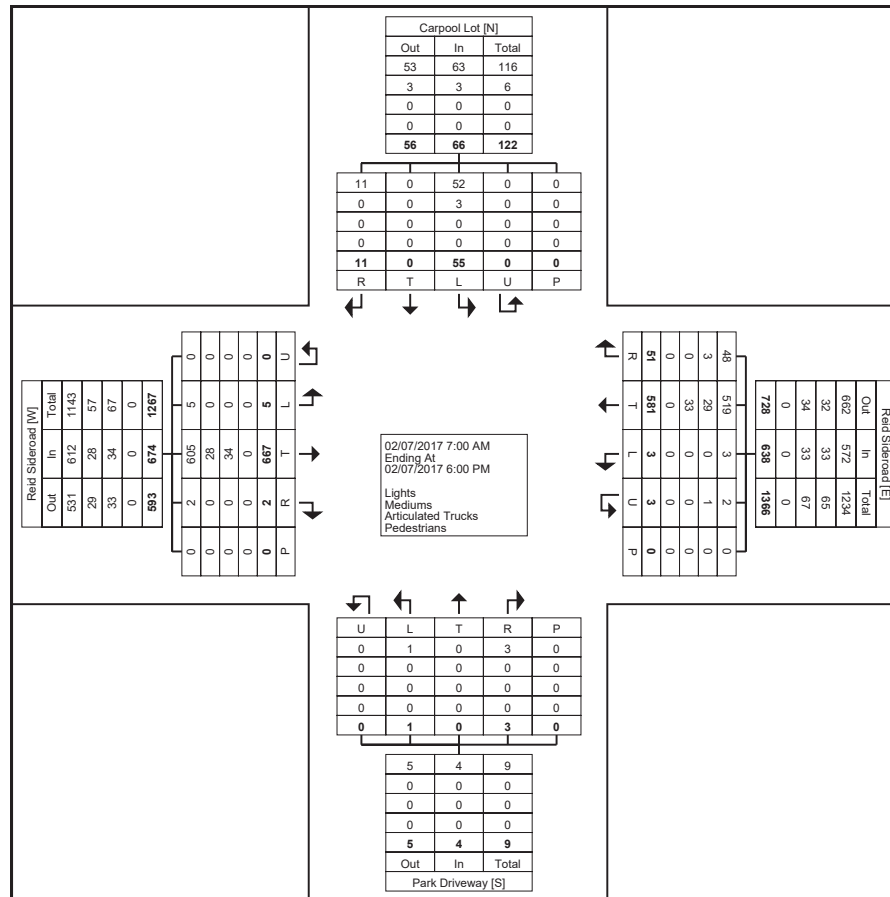 Carpool Lot [N]
Out In Total
53 63 116
3 3 6
0 0 0
0 0 0
56 66 122
11 0 52 0 0
0 0 3 0 0
0 0 0 0 0
0 0 0 0 0
11 0 55 0 0
R T L U P
Reid Sideroad [W]
Total In Out
1143 612 531
57 28 29
67 34 33
0 0 0
1267 674 593
0 5 605 2 0
0 0 28 0 0
0 0 34 0 0
0 0 0 0 0
0 5 667 2 0
U L T R P
02/07/2017 7:00 AM
Ending At
02/07/2017 6:00 PM
Lights
Mediums
Articulated Trucks
Pedestrians
Reid Sideroad [E]
Out In Total
662 572 1234
32 33 65
34 33 67
0 0 0
728 638 1366
48 519 3 2 0
3 29 0 1 0
0 33 0 0 0
0 0 0 0 0
51 581 3 3 0
R T L U P
U L T R P
0 1 0 3 0
0 0 0 0 0
0 0 0 0 0
0 0 0 0 0
0 1 0 3 0
5 4 9
0 0 0
0 0 0
0 0 0
5 4 9
Out In Total
Park Driveway [S]